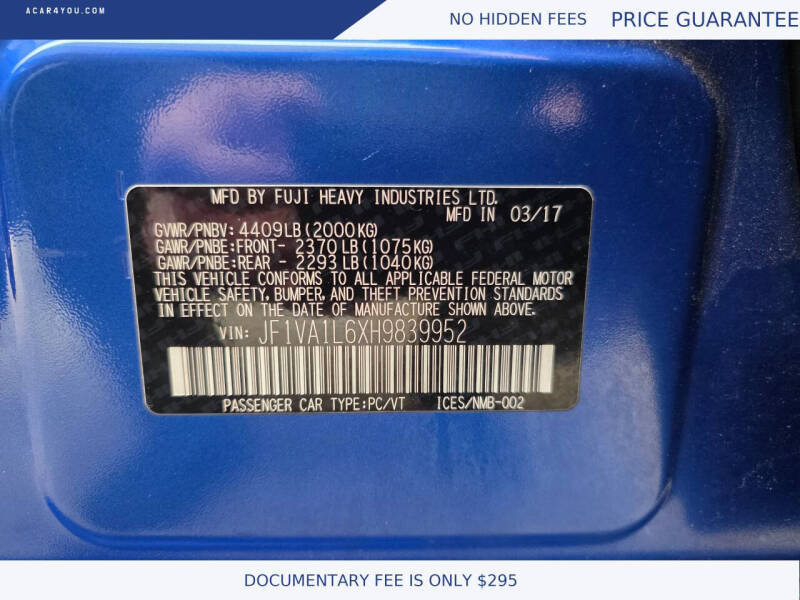 ACAR4YOU.COM
NO HIDDEN FEES PRICE GUARANTEE
MFD BY FUJI HEAVY INDUSTRIES LTD.
MFD IN 03/17
GVWR/PNBV: 4409LB(2000KG)
GAWR/PNBE:FRONT- 2370LB(1075KG)
GAWR/PNBE:REAR - 2293LB(1040KG)
THIS VEHICLE CONFORMS TO ALL APPLICABLE FEDERAL MOTOR
VEHICLE SAFETY, BUMPER, AND THEFT PREVENTION STANDARDS
IN EFFECT ON THE DATE OF MANUFACTURE SHOWN ABOVE.
VIN: JF1VA1L6XH9839952
PASSENGER CAR TYPE:PC/VT ICES/NMB-002
DOCUMENTARY FEE IS ONLY $295